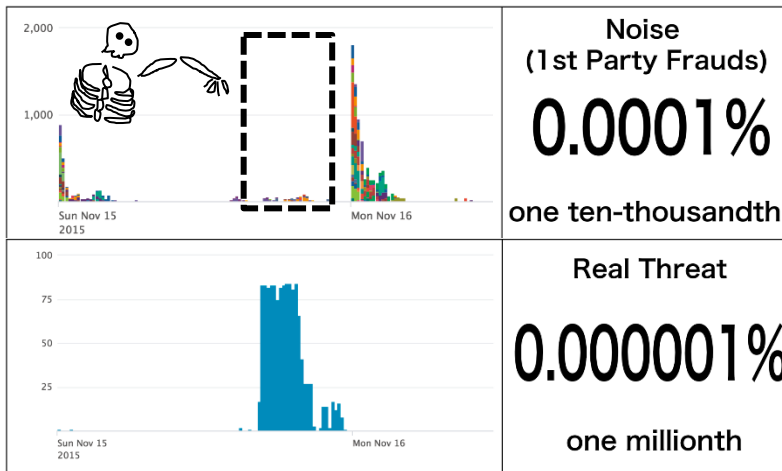 2,000
1,000
Sun Nov 15
2015
Mon Nov 16
Noise
(1st Party Frauds)
0.0001%
one ten-thousandth
100
75
50
25
Sun Nov 15
2015
Mon Nov 16
Real Threat
0.000001%
one millionth